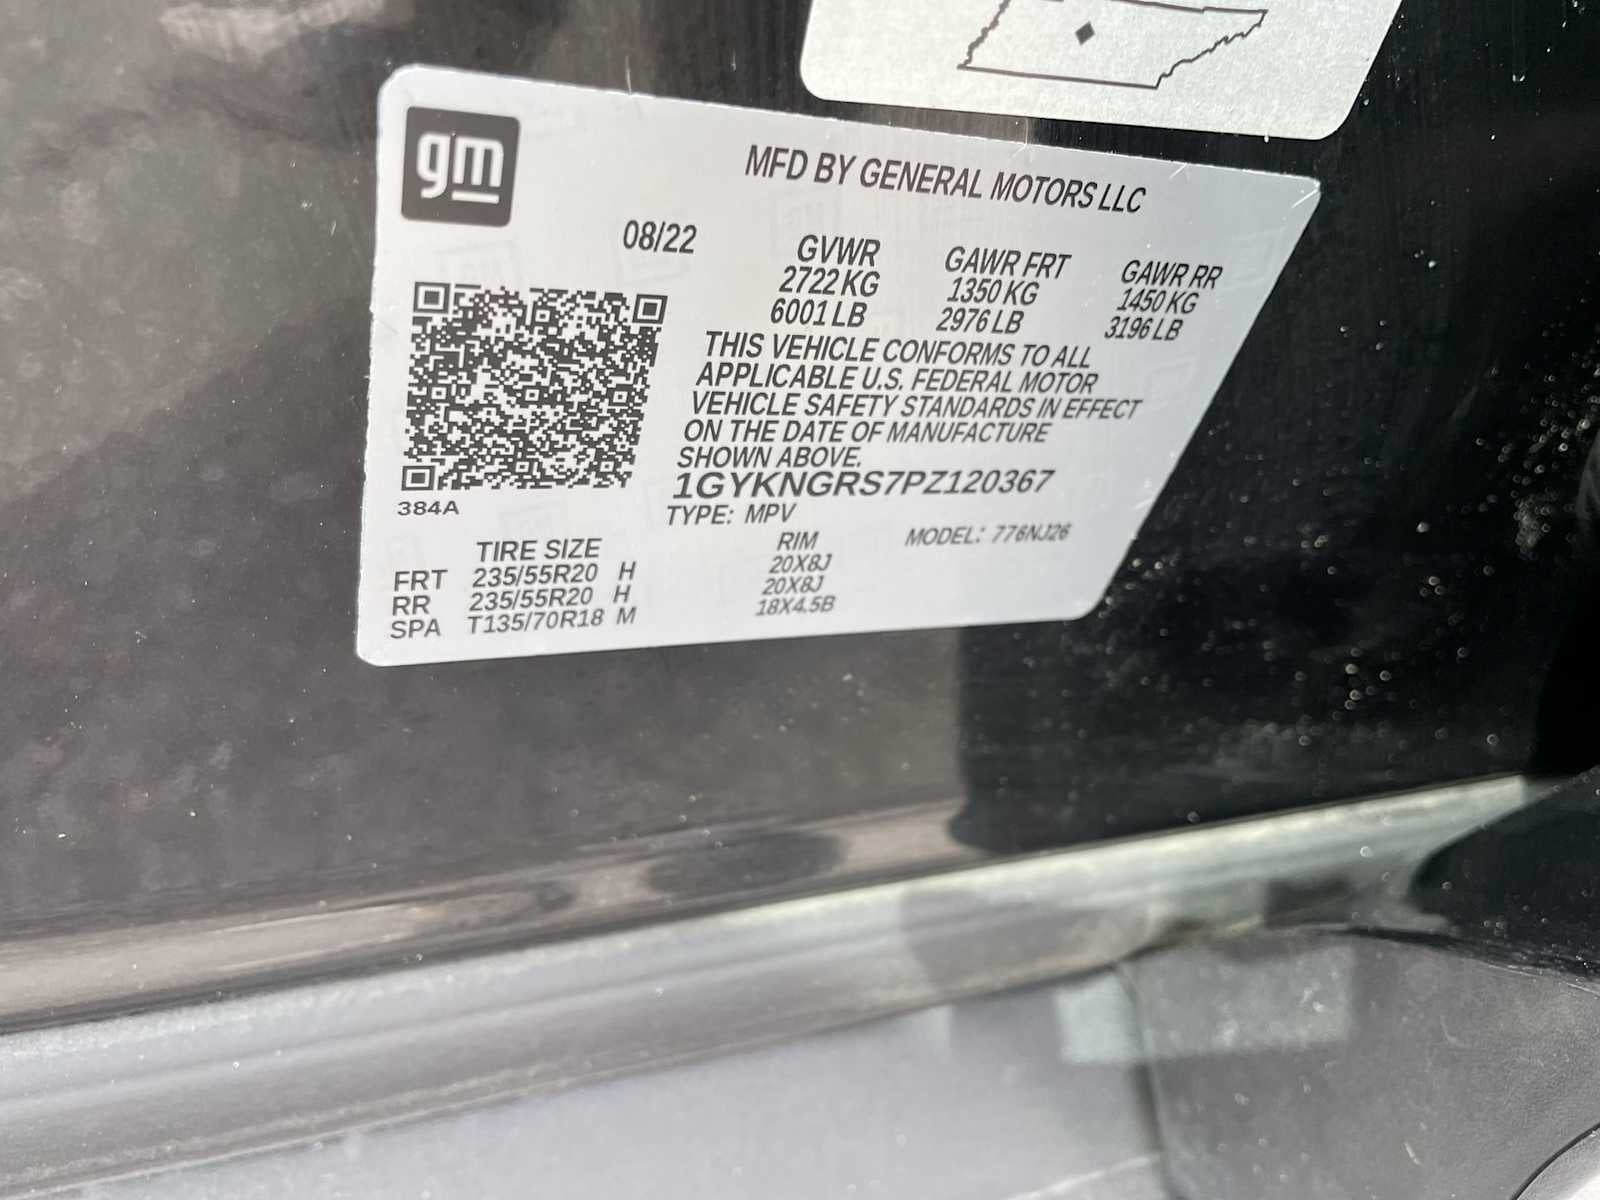 gm
MFD BY GENERAL MOTORS LLC
08/22
GVWR GAWR FRT GAWR RR
2722 KG 1350 KG 1450 KG
6001 LB 2976 LB 3196 LB
THIS VEHICLE CONFORMS TO ALL
APPLICABLE U.S. FEDERAL MOTOR
VEHICLE SAFETY STANDARDS IN EFFECT
ON THE DATE OF MANUFACTURE
SHOWN ABOVE.
1GYKNGRS7PZ120367
384A
TYPE: MPV MODEL: 776NJ26
TIRE SIZE RIM
FRT 235/55R20 H 20X8J
RR 235/55R20 H 20X8J
SPA T135/70R18 M 18X4.5B